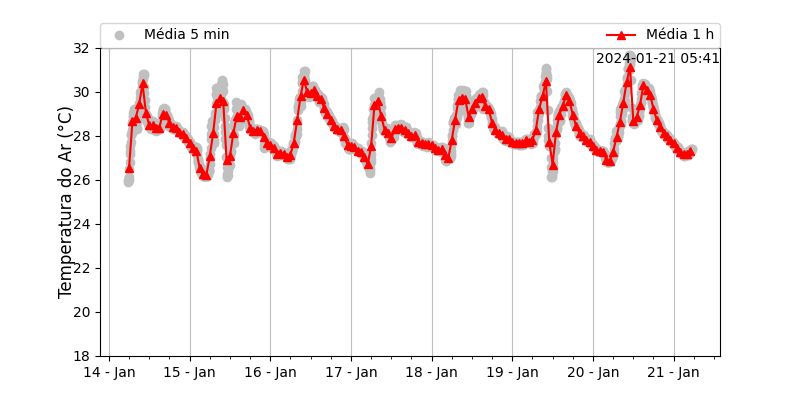 Média 5 min
Média 1 h
2024-01-21 05:41
Temperatura do Ar (°C)
32
30
28
26
24
22
20
18
14 - Jan
15 - Jan
16 - Jan
17 - Jan
18 - Jan
19 - Jan
20 - Jan
21 - Jan